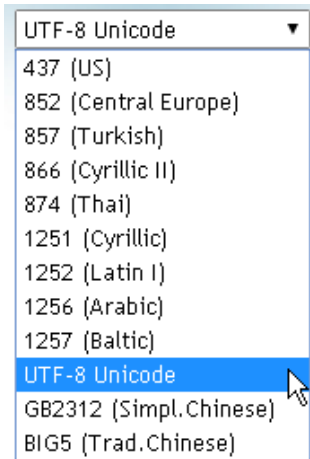 UTF-8 Unicode
437 (US)
852 (Central Europe)
857 (Turkish)
866 (Cyrillic II)
874 (Thai)
1251 (Cyrillic)
1252 (Latin I)
1256 (Arabic)
1257 (Baltic)
UTF-8 Unicode
GB2312 (Simpl.Chinese)
BIG5 (Trad.Chinese)